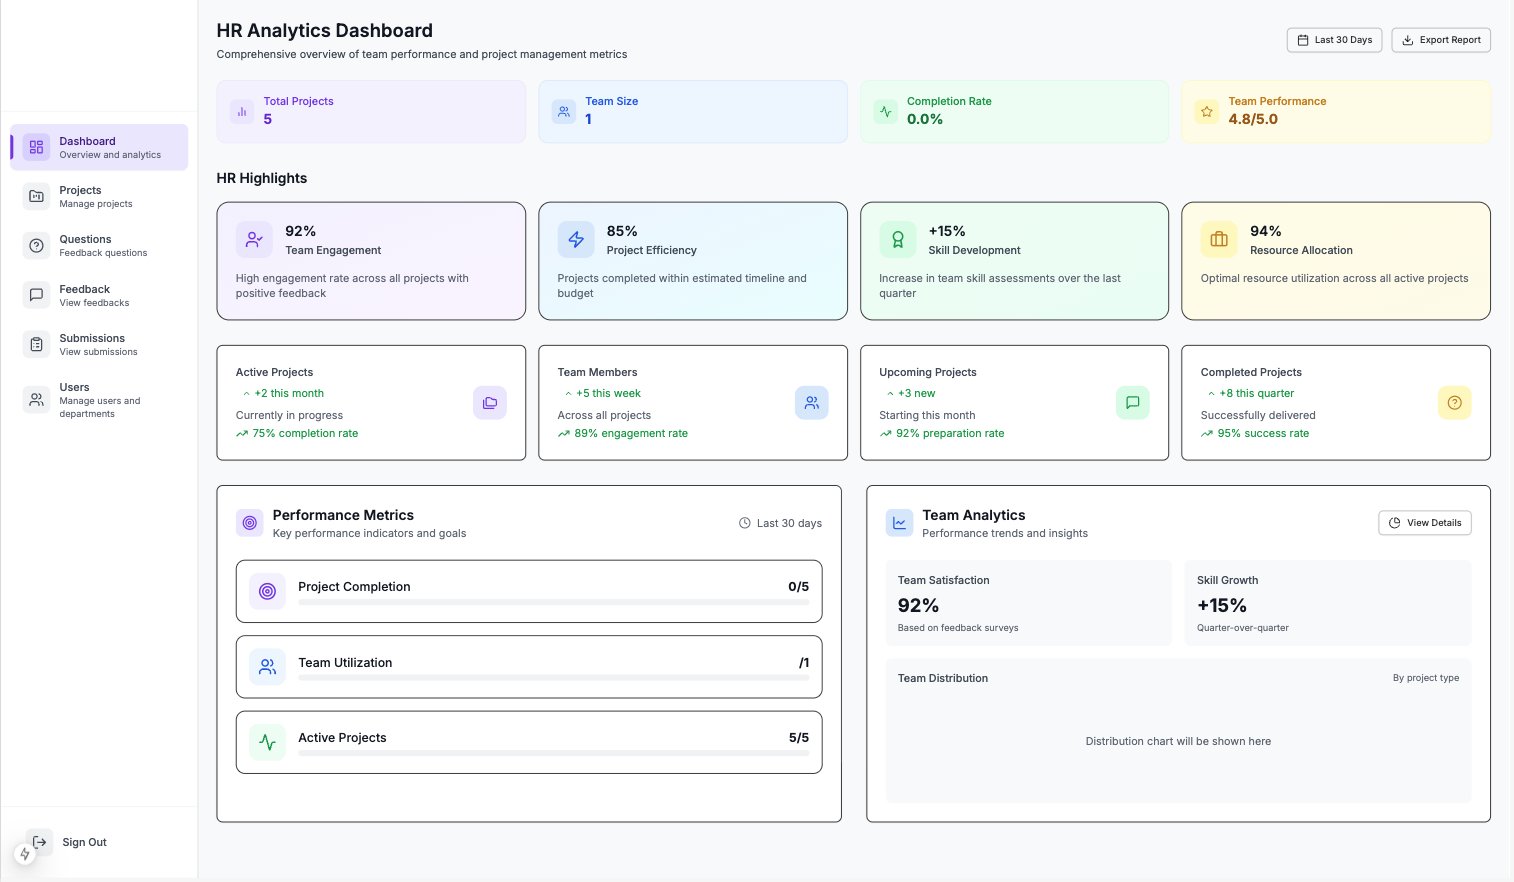 HR Analytics Dashboard
Comprehensive overview of team performance and project management metrics
Last 30 Days
Export Report
Total Projects
5
Team Size
1
Completion Rate
0.0%
Team Performance
4.8/5.0
Dashboard
Overview and analytics
Projects
Manage projects
Questions
Feedback questions
Feedback
View feedbacks
Submissions
View submissions
Users
Manage users and
departments
Sign Out
HR Highlights
92%
Team Engagement
High engagement rate across all projects with
positive feedback
85%
Project Efficiency
Projects completed within estimated timeline and
budget
+15%
Skill Development
Increase in team skill assessments over the last
quarter
94%
Resource Allocation
Optimal resource utilization across all active projects
Active Projects
+2 this month
Currently in progress
75% completion rate
Team Members
+5 this week
Across all projects
89% engagement rate
Upcoming Projects
+3 new
Starting this month
92% preparation rate
Completed Projects
+8 this quarter
Successfully delivered
95% success rate
Performance Metrics
Key performance indicators and goals
Last 30 days
Project Completion
0/5
Team Utilization
/1
Active Projects
5/5
Team Analytics
Performance trends and insights
View Details
Team Satisfaction
92%
Based on feedback surveys
Skill Growth
+15%
Quarter-over-quarter
Team Distribution
By project type
Distribution chart will be shown here